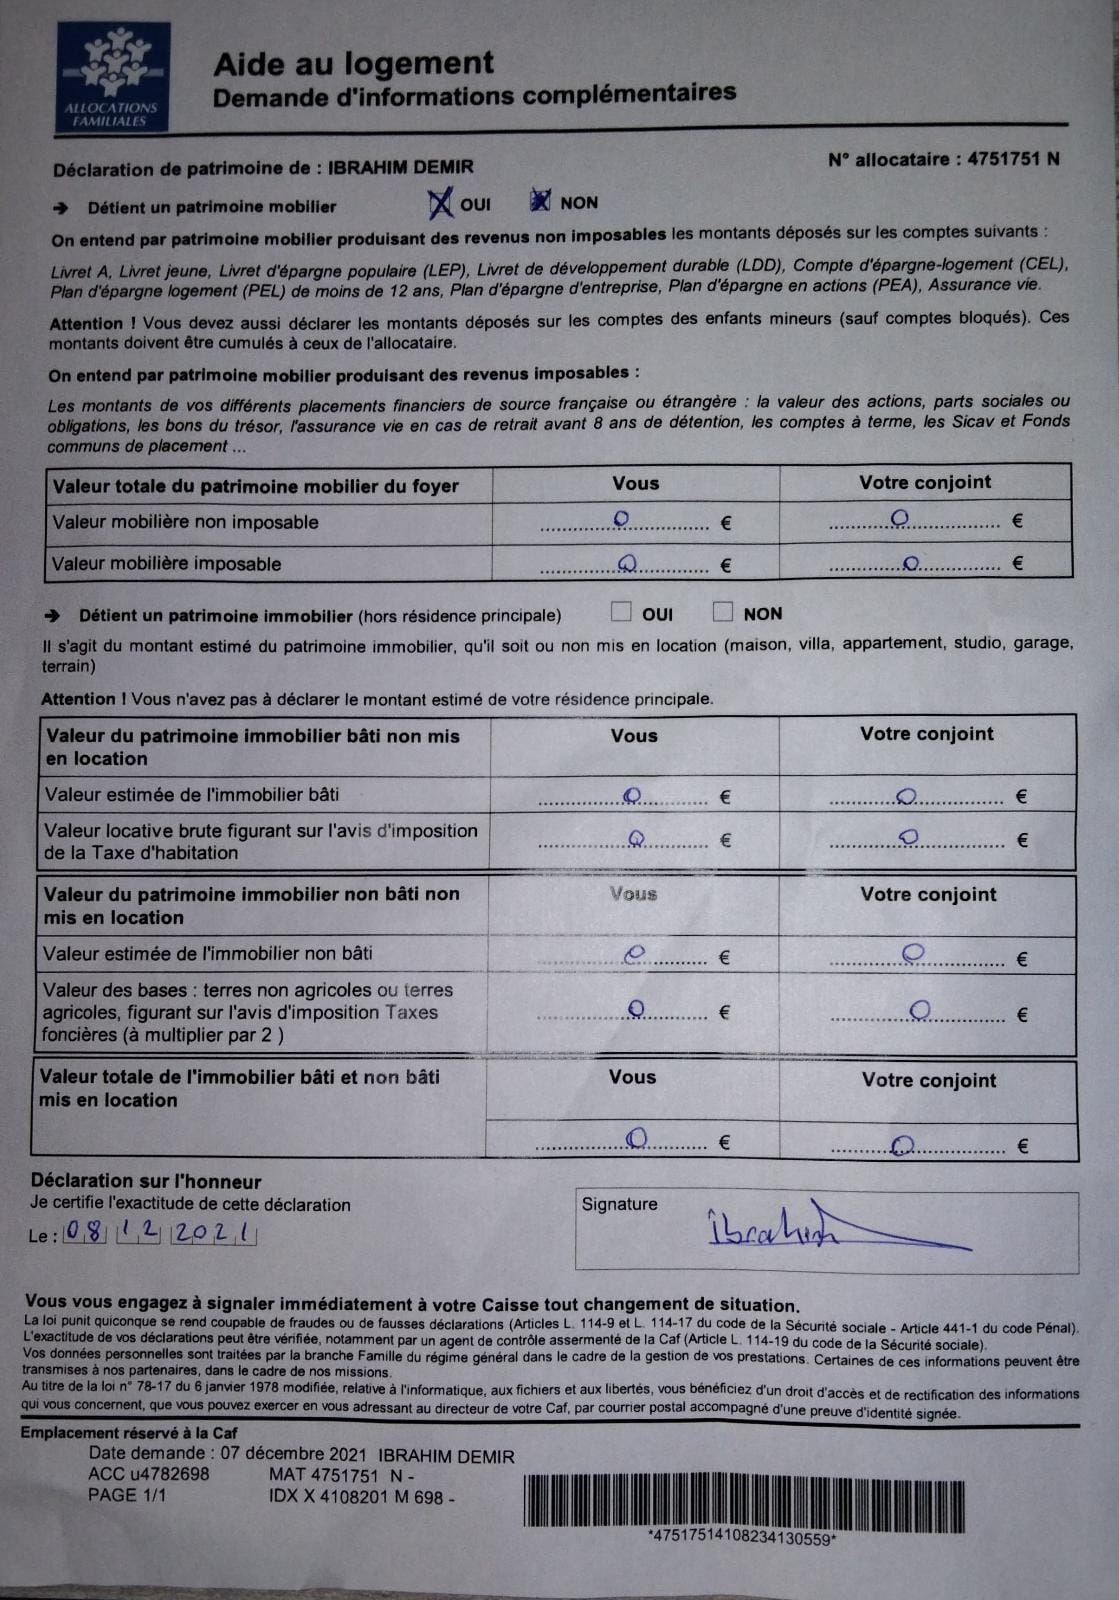 ALLOCATIONS
FAMILIALES
Aide au logement
Demande d'informations complémentaires
Déclaration de patrimoine de : IBRAHIM DEMIR
N° allocataire : 4751751 N
Détient un patrimoine mobilier OUI NON
On entend par patrimoine mobilier produisant des revenus non imposables les montants déposés sur les comptes suivants :
Livret A, Livret jeune, Livret d'épargne populaire (LEP), Livret de développement durable (LDD), Compte d'épargne-logement (CEL),
Plan d'épargne logement (PEL) de moins de 12 ans, Plan d'épargne d'entreprise, Plan d'épargne en actions (PEA), Assurance vie.
Attention ! Vous devez aussi déclarer les montants déposés sur les comptes des enfants mineurs (sauf comptes bloqués). Ces
montants doivent être cumulés à ceux de l'allocataire.
On entend par patrimoine mobilier produisant des revenus imposables :
Les montants de vos différents placements financiers de source française ou étrangère : la valeur des actions, parts sociales ou
obligations, les bons du trésor, l'assurance vie en cas de retrait avant 8 ans de détention, les comptes à terme, les Sicav et Fonds
communs de placement ...
Valeur totale du patrimoine mobilier du foyer Vous Votre conjoint
Valeur mobilière non imposable 0 € 0 €
Valeur mobilière imposable 0 € 0 €
Détient un patrimoine immobilier (hors résidence principale) OUI NON
Il s'agit du montant estimé du patrimoine immobilier, qu'il soit ou non mis en location (maison, villa, appartement, studio, garage,
terrain)
Attention ! Vous n'avez pas à déclarer le montant estimé de votre résidence principale.
Valeur du patrimoine immobilier bâti non mis Vous Votre conjoint
en location
Valeur estimée de l'immobilier bâti 0 € 0 €
Valeur locative brute figurant sur l'avis d'imposition
de la Taxe d'habitation 0 € 0 €
Valeur du patrimoine immobilier non bâti non Vous Votre conjoint
mis en location
Valeur estimée de l'immobilier non bâti 0 € 0 €
Valeur des bases : terres non agricoles ou terres
agricoles, figurant sur l'avis d'imposition Taxes 0 € 0 €
foncières (à multiplier par 2 )
Valeur totale de l'immobilier bâti et non bâti Vous Votre conjoint
mis en location
0 € 0 €
Déclaration sur l'honneur
Je certifie l'exactitude de cette déclaration
Le : 08 12 2021
Signature
ibrahim
Vous vous engagez à signaler immédiatement à votre Caisse tout changement de situation.
La loi punit quiconque se rend coupable de fraudes ou de fausses déclarations (Articles L. 114-9 et L. 114-17 du code de la Sécurité sociale - Article 441-1 du code Pénal).
L'exactitude de vos déclarations peut être vérifiée, notamment par un agent de contrôle assermenté de la Caf (Article L. 114-19 du code de la Sécurité sociale).
Vos données personnelles sont traitées par la branche Famille du régime général dans le cadre de la gestion de vos prestations. Certaines de ces informations peuvent être
transmises à nos partenaires, dans le cadre de nos missions.
Au titre de la loi n° 78-17 du 6 janvier 1978 modifiée, relative à l'informatique, aux fichiers et aux libertés, vous bénéficiez d'un droit d'accès et de rectification des informations
qui vous concernent, que vous pouvez exercer en vous adressant au directeur de votre Caf, par courrier postal accompagné d'une preuve d'identité signée.
Emplacement réservé à la Caf
Date demande : 07 décembre 2021 IBRAHIM DEMIR
ACC u4782698 MAT 4751751 N -
PAGE 1/1 IDX X 4108201 M 698 -
*47517514108234130559*